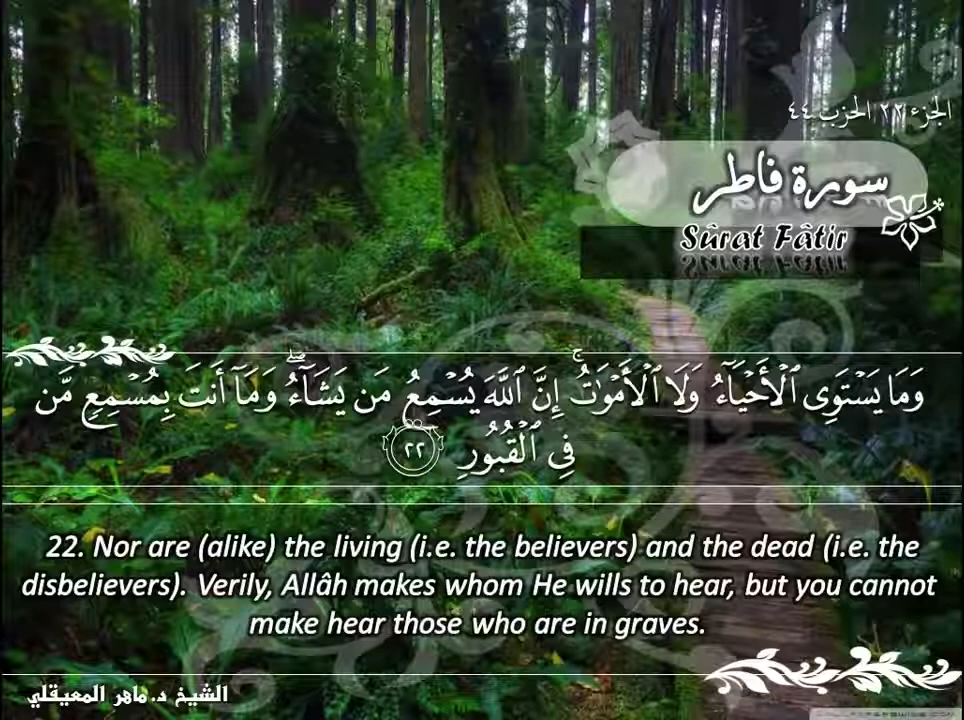 الجزء ٢٢ الحزب ٤٤
سورة فاطر
Sûrat Fâtir
وَمَا يَسْتَوِى ٱلْأَحْيَآءُ وَلَا ٱلْأَمْوَٰتُ ۚ إِنَّ ٱللَّهَ يُسْمِعُ مَن يَشَآءُ ۖ وَمَآ أَنتَ بِمُسْمِعٍ مَّن
فِى ٱلْقُبُورِ ٢٢
22. Nor are (alike) the living (i.e. the believers) and the dead (i.e. the
disbelievers). Verily, Allâh makes whom He wills to hear, but you cannot
make hear those who are in graves.
الشيخ د. ماهر المعيقلي